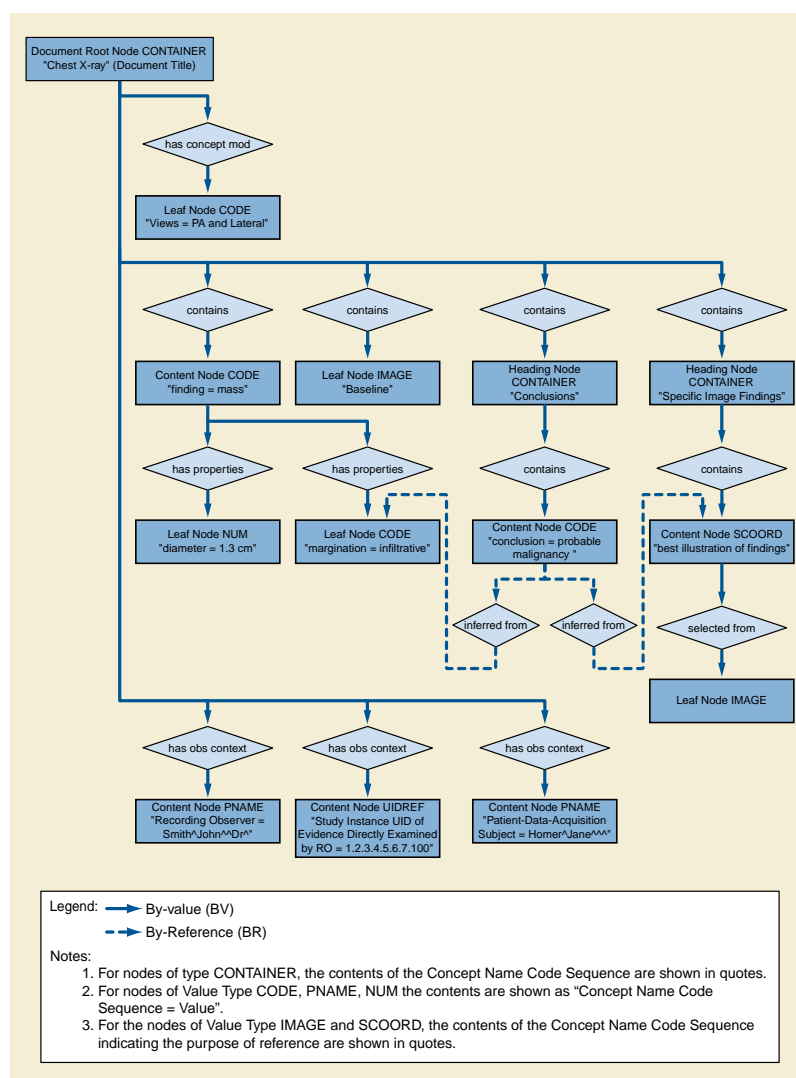 Document Root Node CONTAINER
"Chest X-ray" (Document Title)
has concept mod
Leaf Node CODE
"Views = PA and Lateral"
contains
contains
contains
contains
Content Node CODE
"finding = mass"
Leaf Node IMAGE
"Baseline"
Heading Node
CONTAINER
"Conclusions"
Heading Node
CONTAINER
"Specific Image Findings"
has properties
has properties
contains
contains
Leaf Node NUM
"diameter = 1.3 cm"
Leaf Node CODE
"margination = infiltrative"
Content Node CODE
"conclusion = probable
malignancy "
Content Node SCOORD
"best illustration of findings"
inferred from
inferred from
selected from
Leaf Node IMAGE
has obs context
has obs context
has obs context
Content Node PNAME
"Recording Observer =
Smith^John^^Dr^"
Content Node UIDREF
"Study Instance UID of
Evidence Directly Examined
by RO = 1.2.3.4.5.6.7.100"
Content Node PNAME
"Patient-Data-Acquisition
Subject = Homer^Jane^^^"
Legend:
By-value (BV)
By-Reference (BR)
Notes:
1. For nodes of type CONTAINER, the contents of the Concept Name Code Sequence are shown in quotes.
2. For nodes of Value Type CODE, PNAME, NUM the contents are shown as “Concept Name Code
Sequence = Value”.
3. For the nodes of Value Type IMAGE and SCOORD, the contents of the Concept Name Code Sequence
indicating the purpose of reference are shown in quotes.